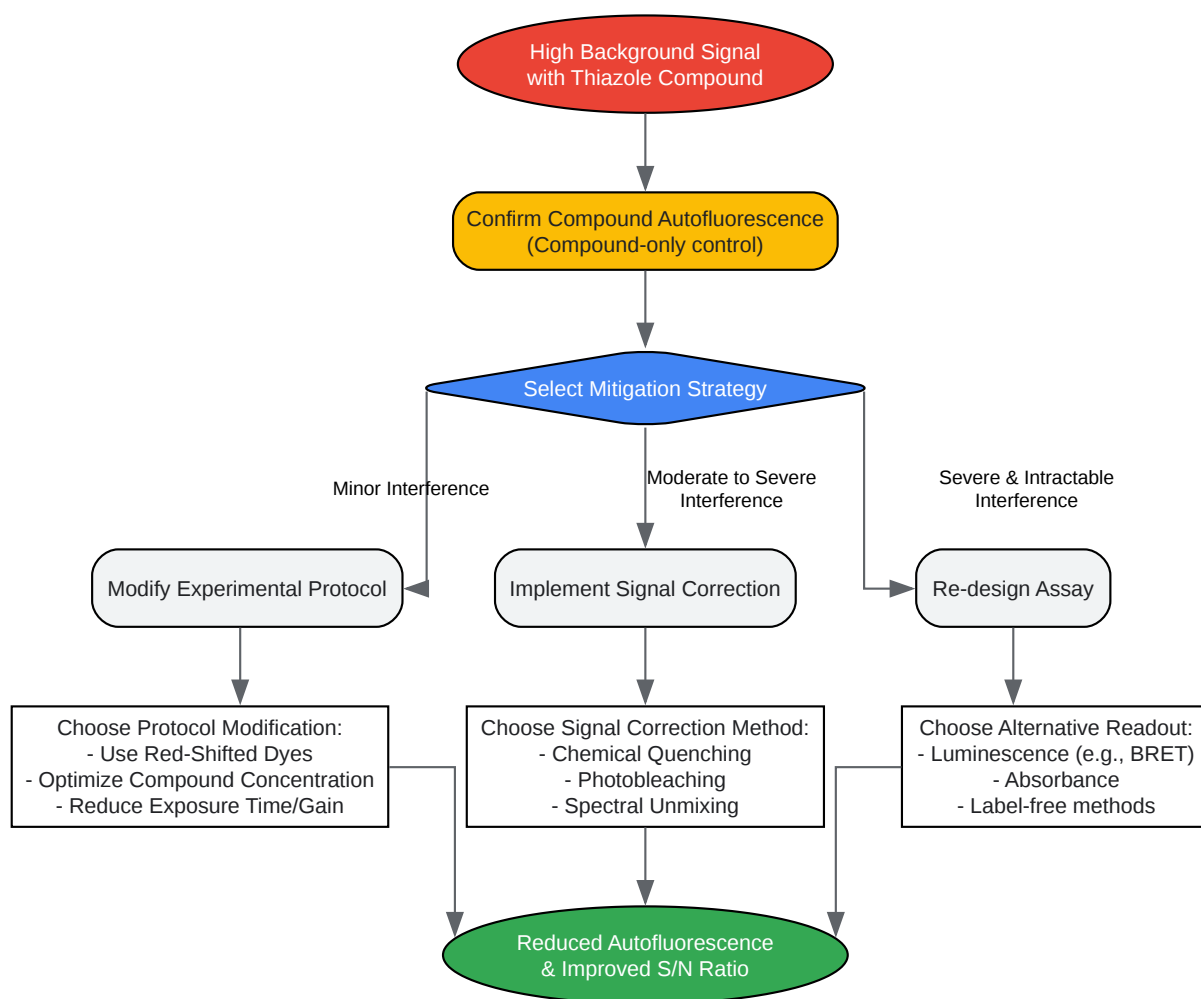 High Background Signal
with Thiazole Compound
Confirm Compound Autofluorescence
(Compound-only control)
Select Mitigation Strategy
Minor Interference
Moderate to Severe
Interference
Severe & Intractable
Interference
Modify Experimental Protocol
Implement Signal Correction
Re-design Assay
Choose Protocol Modification:
- Use Red-Shifted Dyes
- Optimize Compound Concentration
- Reduce Exposure Time/Gain
Choose Signal Correction Method:
- Chemical Quenching
- Photobleaching
- Spectral Unmixing
Choose Alternative Readout:
- Luminescence (e.g., BRET)
- Absorbance
- Label-free methods
Reduced Autofluorescence
& Improved S/N Ratio